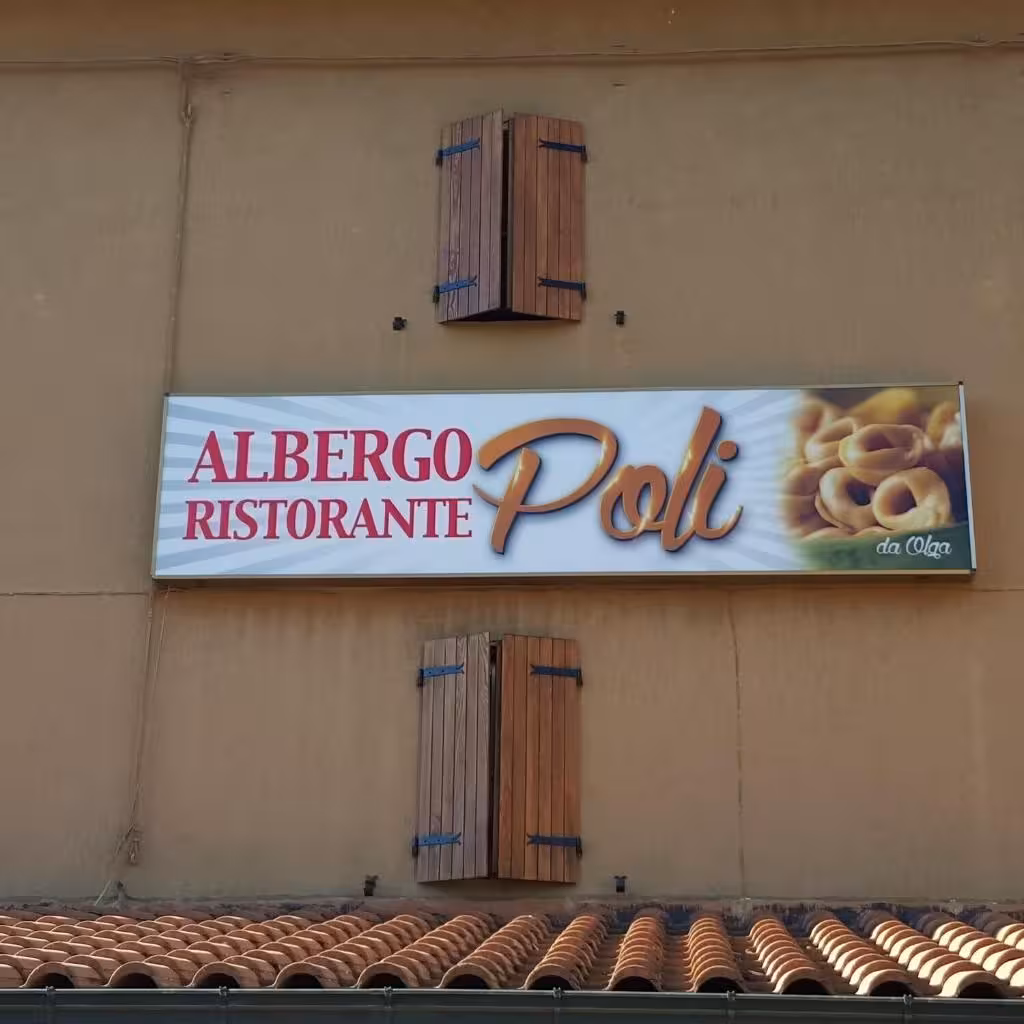 ALBERGO
RISTORANTE
Poli
da Olga